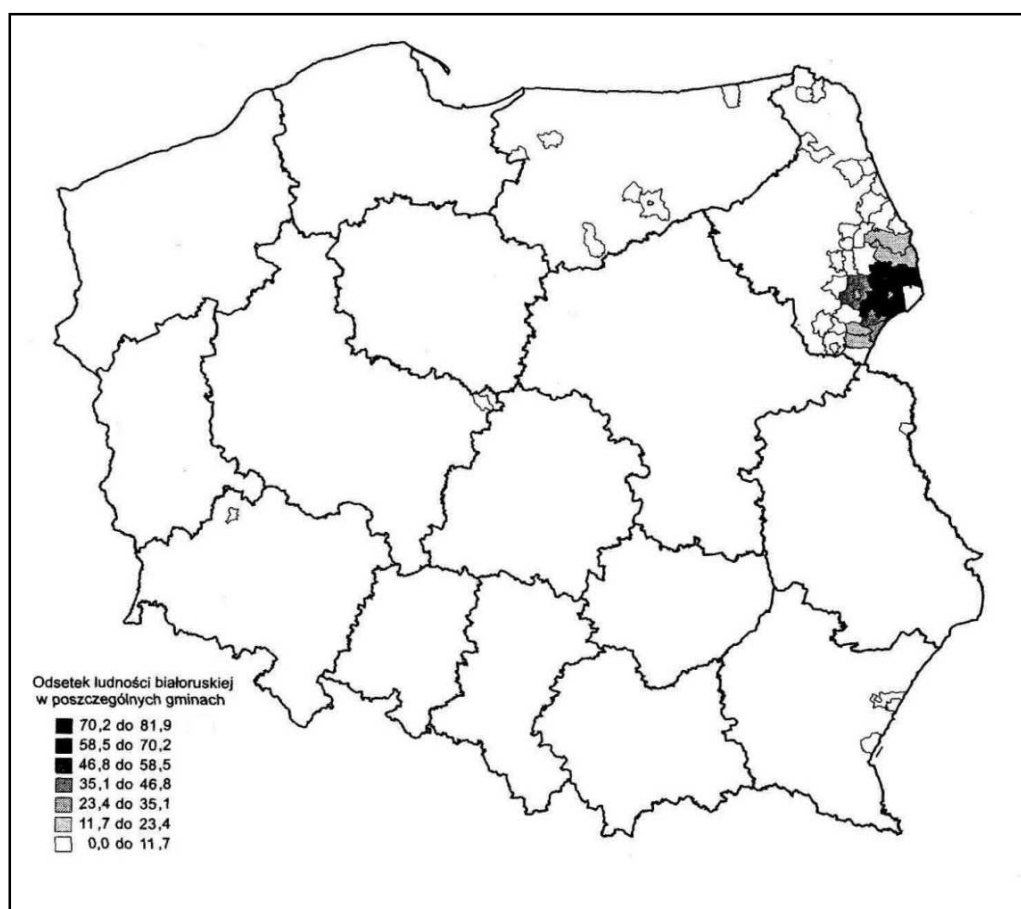 Odsetek ludności białoruskiej
w poszczególnych gminach
70,2 do 81,9
58,5 do 70,2
46,8 do 58,5
35,1 do 46,8
23,4 do 35,1
11,7 do 23,4
0,0 do 11,7